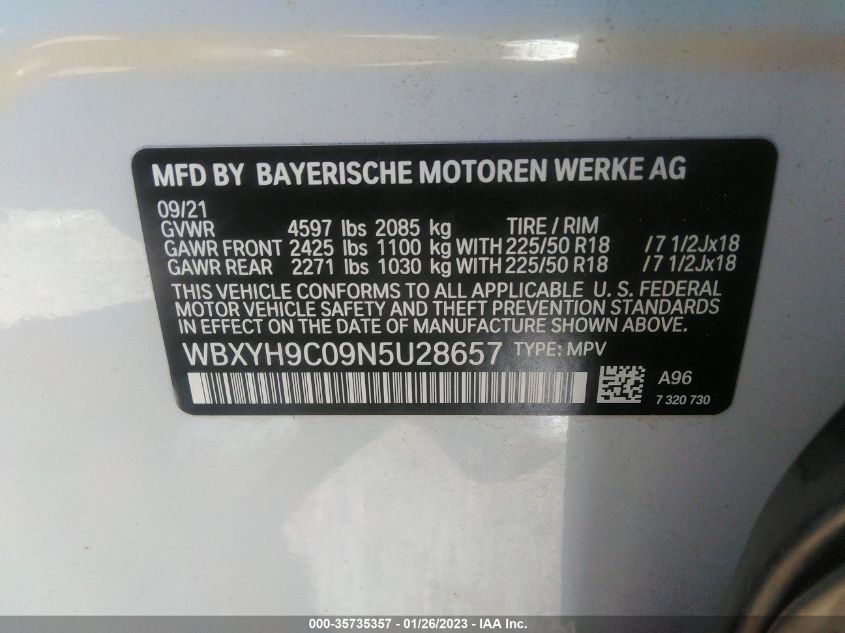 MFD BY BAYERISCHE MOTOREN WERKE AG
09/21
GVWR 4597 lbs 2085 kg TIRE / RIM
GAWR FRONT 2425 lbs 1100 kg WITH 225/50 R18 /7 1/2Jx18
GAWR REAR 2271 lbs 1030 kg WITH 225/50 R18 /7 1/2Jx18
THIS VEHICLE CONFORMS TO ALL APPLICABLE U. S. FEDERAL
MOTOR VEHICLE SAFETY AND THEFT PREVENTION STANDARDS
IN EFFECT ON THE DATE OF MANUFACTURE SHOWN ABOVE.
WBXYH9C09N5U28657 TYPE: MPV
A96
7 320 730
000-35735357 - 01/26/2023 - IAA Inc.